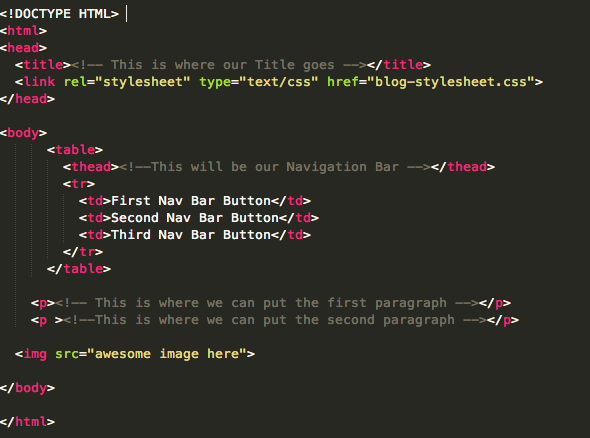 <!DOCTYPE HTML>
<html>
<head>
<title><!-- This is where our Title goes --></title>
<link rel="stylesheet" type="text/css" href="blog-stylesheet.css">
</head>
<body>
<table>
<thead><!--This will be our Navigation Bar --></thead>
<tr>
<td>First Nav Bar Button</td>
<td>Second Nav Bar Button</td>
<td>Third Nav Bar Button</td>
</tr>
</table>
<p><!-- This is where we can put the first paragraph --></p>
<p ><!--This is where we can put the second paragraph --></p>
<img src="awesome image here">
</body>
</html>